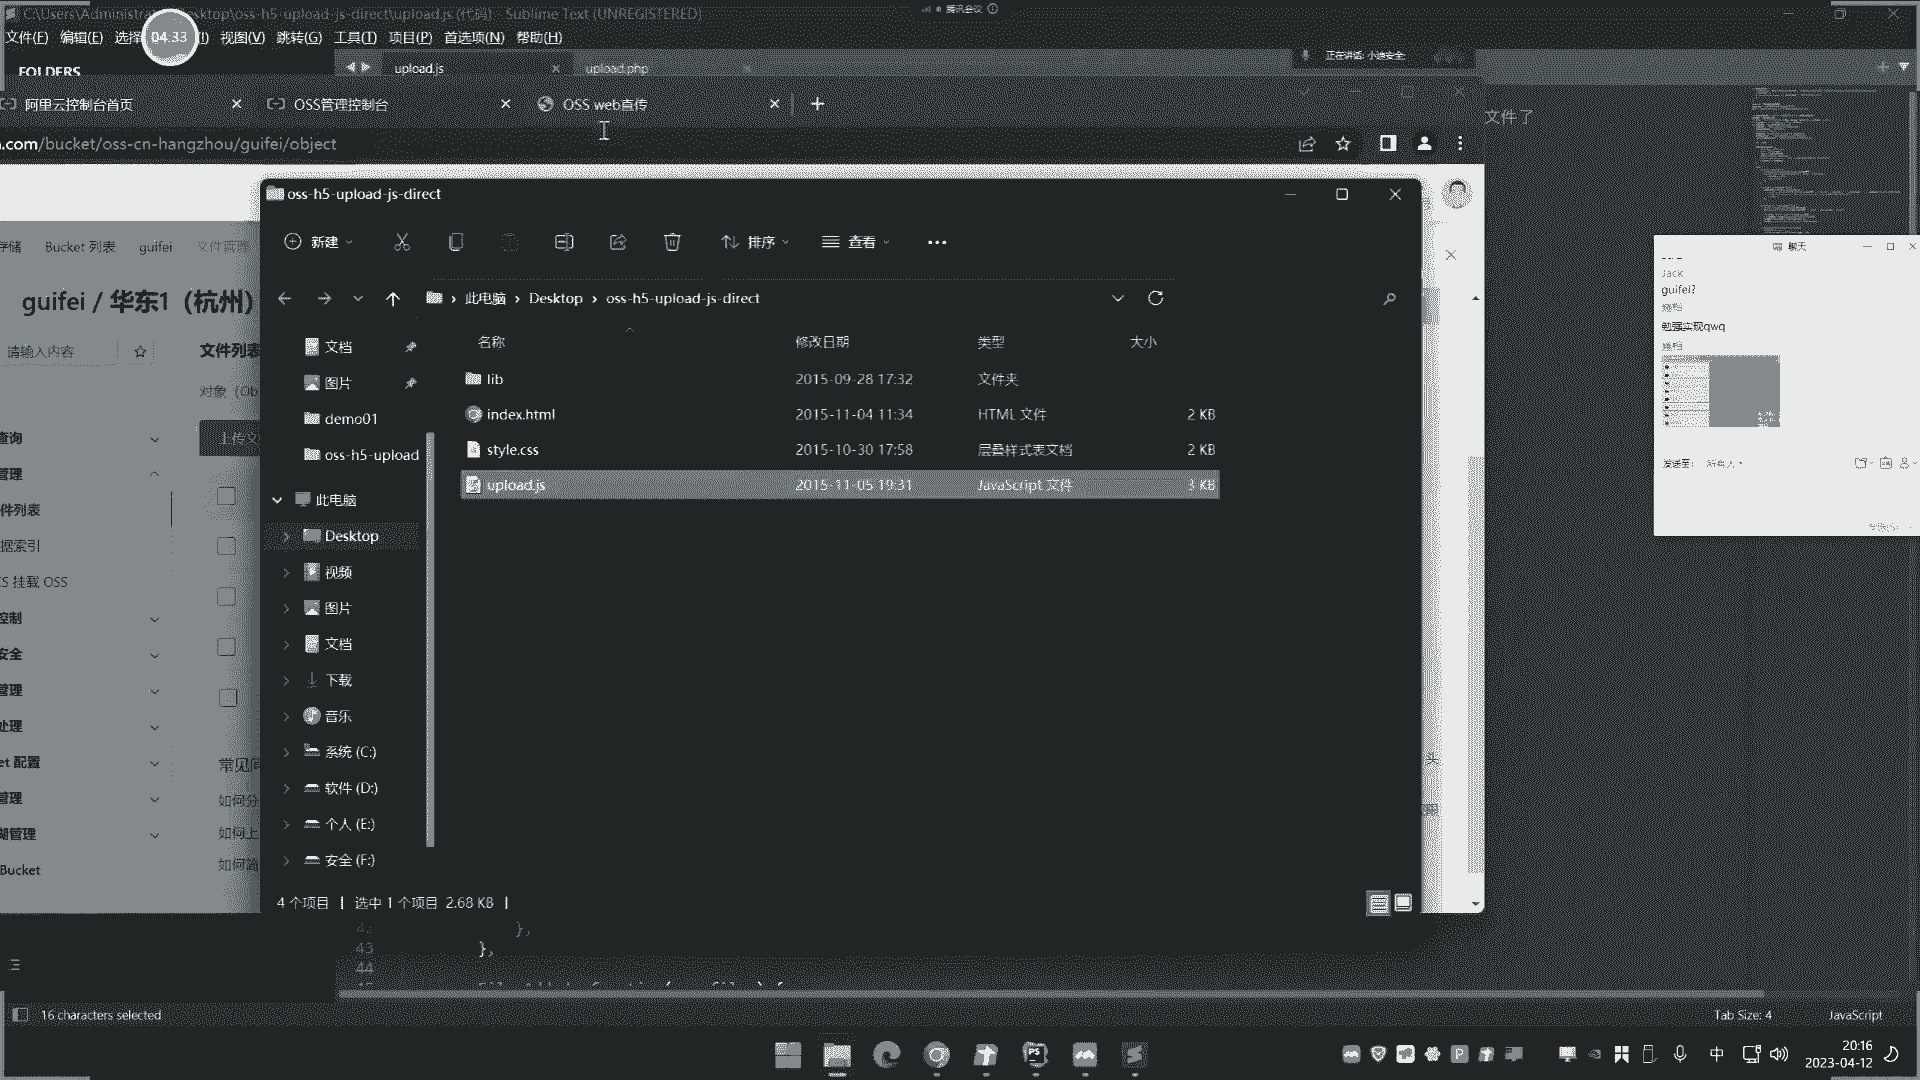 C:\Users\Administra desktop\oss-h5-upload-js-direct\upload.js (代码) - Sublime Text (UNREGISTERED)
腾讯会议
文件(F) 编辑(E) 选择 视图(V) 跳转(G) 工具(T) 项目(P) 首选项(N) 帮助(H)
04:33
正在讲话: 小迪安全
FOLDERS
upload.js
upload.php
阿里云控制台首页
OSS管理控制台
OSS web直传
文件了
.com/bucket/oss-cn-hangzhou/guifei/object
oss-h5-upload-js-direct
新建
排序
查看
Bucket 列表
guifei
文件管理
guifei / 华东1（杭州）
请输入内容
文件列表
对象（Ob
上传文
查询
管理
件列表
据索引
CS 挂载 OSS
控制
安全
管理
处理
et 配置
管理
湖管理
Bucket
常见问
如何分
如何上
如何简
此电脑 › Desktop › oss-h5-upload-js-direct
名称
修改日期
类型
大小
文档
图片
demo01
oss-h5-upload
此电脑
Desktop
视频
图片
文档
下载
音乐
系统 (C:)
软件 (D:)
个人 (E:)
安全 (F:)
lib 2015-09-28 17:32 文件夹
index.html 2015-11-04 11:34 HTML 文件 2 KB
style.css 2015-10-30 17:58 层叠样式表文档 2 KB
upload.js 2015-11-05 19:31 JavaScript 文件 3 KB
4 个项目
选中 1 个项目 2.68 KB
聊天
Jack
guifei?
勉强实现qwq
发送至:
头
42 },
43 },
44
16 characters selected
Tab Size: 4
JavaScript
中
20:16
2023-04-12